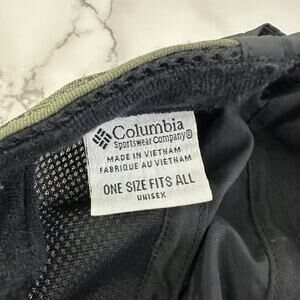 Columbia
Sportswear Company®
MADE IN VIETNAM
FABRIQUE AU VIETNAM
ONE SIZE FITS ALL
UNISEX